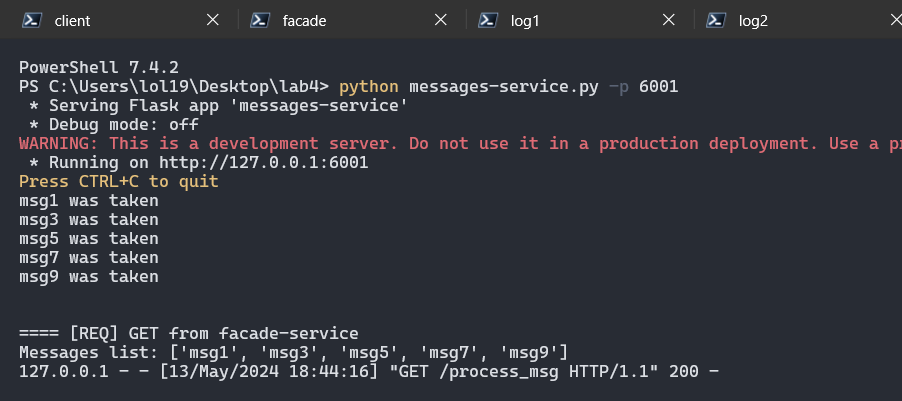 client facade log1 log2
PowerShell 7.4.2
PS C:\Users\lol19\Desktop\lab4> python messages-service.py -p 6001
 * Serving Flask app 'messages-service'
 * Debug mode: off
WARNING: This is a development server. Do not use it in a production deployment. Use a
 * Running on http://127.0.0.1:6001
Press CTRL+C to quit
msg1 was taken
msg3 was taken
msg5 was taken
msg7 was taken
msg9 was taken
==== [REQ] GET from facade-service
Messages list: ['msg1', 'msg3', 'msg5', 'msg7', 'msg9']
127.0.0.1 - - [13/May/2024 18:44:16] "GET /process_msg HTTP/1.1" 200 -